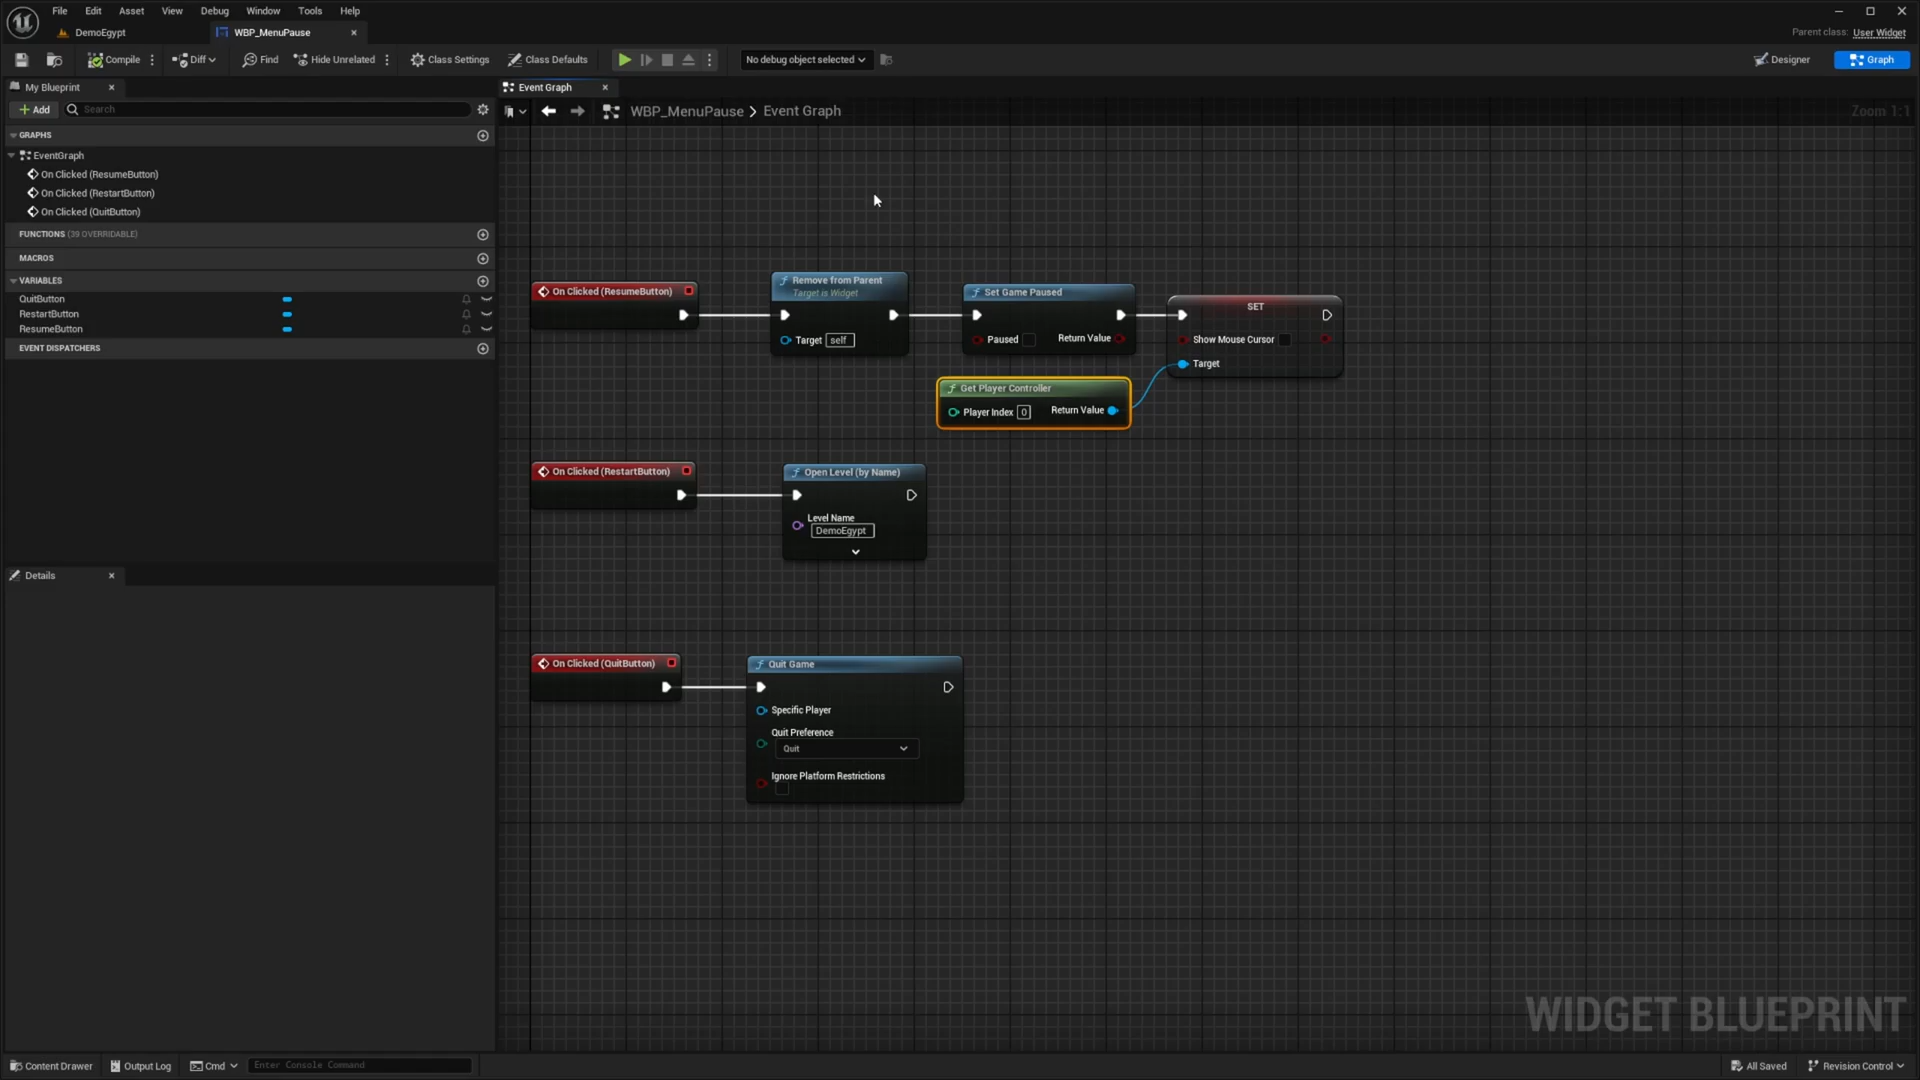 File Edit Asset View Debug Window Tools Help
DemoEgypt
WBP_MenuPause
Parent class: User Widget
Compile
Diff
Find
Hide Unrelated
Class Settings
Class Defaults
No debug object selected
Designer
Graph
My Blueprint
Event Graph
Add
Search
WBP_MenuPause > Event Graph
Zoom 1:1
GRAPHS
EventGraph
On Clicked (ResumeButton)
On Clicked (RestartButton)
On Clicked (QuitButton)
FUNCTIONS (39 OVERRIDABLE)
MACROS
VARIABLES
QuitButton
RestartButton
ResumeButton
EVENT DISPATCHERS
Details
On Clicked (ResumeButton)
Remove from Parent
Target is Widget
Target self
Set Game Paused
Paused
Return Value
SET
Show Mouse Cursor
Target
Get Player Controller
Player Index 0
Return Value
On Clicked (RestartButton)
Open Level (by Name)
Level Name
DemoEgypt
On Clicked (QuitButton)
Quit Game
Specific Player
Quit Preference
Quit
Ignore Platform Restrictions
WIDGET BLUEPRINT
Content Drawer
Output Log
Cmd
Enter Console Command
All Saved
Revision Control